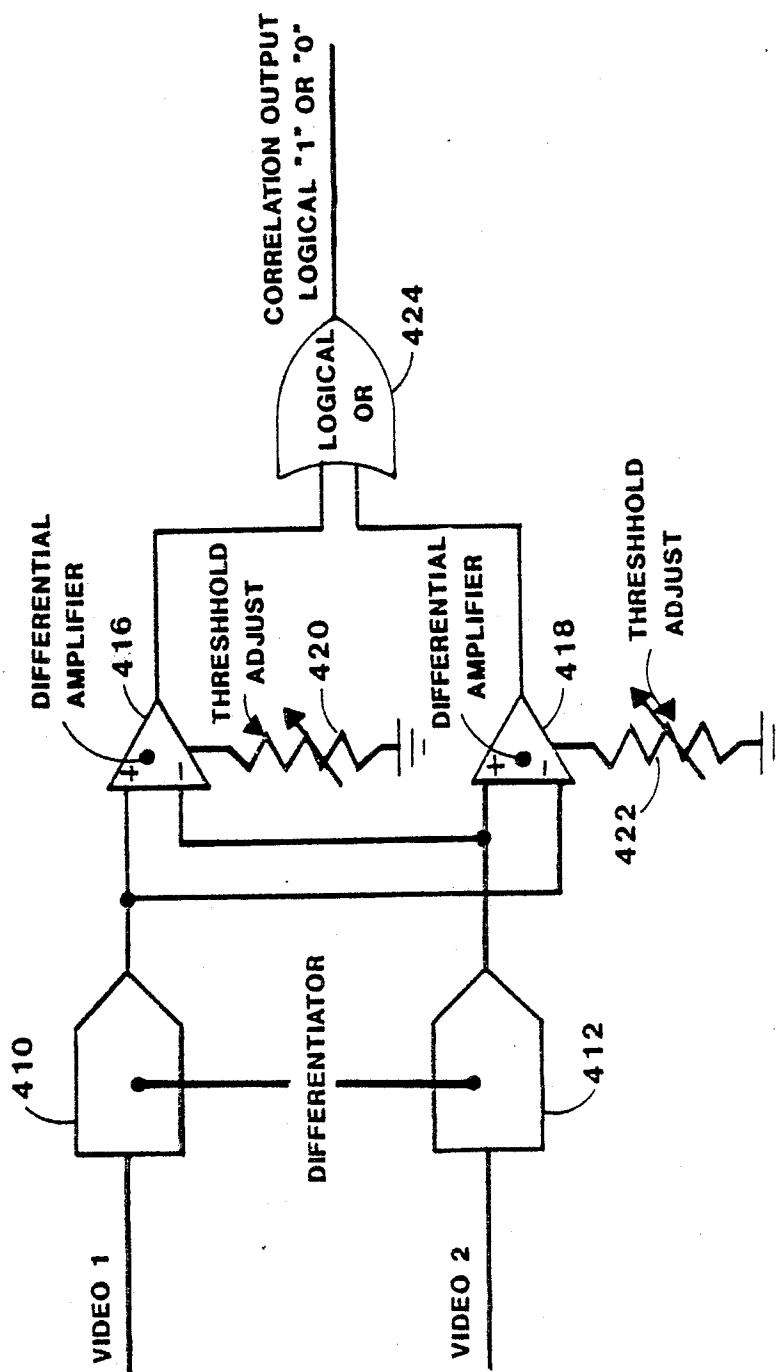 VIDEO 1
410
DIFFERENTIAL
AMPLIFIER
416
+
−
THRESHHOLD
ADJUST
420
CORRELATION OUTPUT
LOGICAL "1" OR "0"
LOGICAL
OR
424
DIFFERENTIATOR
VIDEO 2
412
DIFFERENTIAL
AMPLIFIER
418
+
-
422
THRESHHOLD
ADJUST